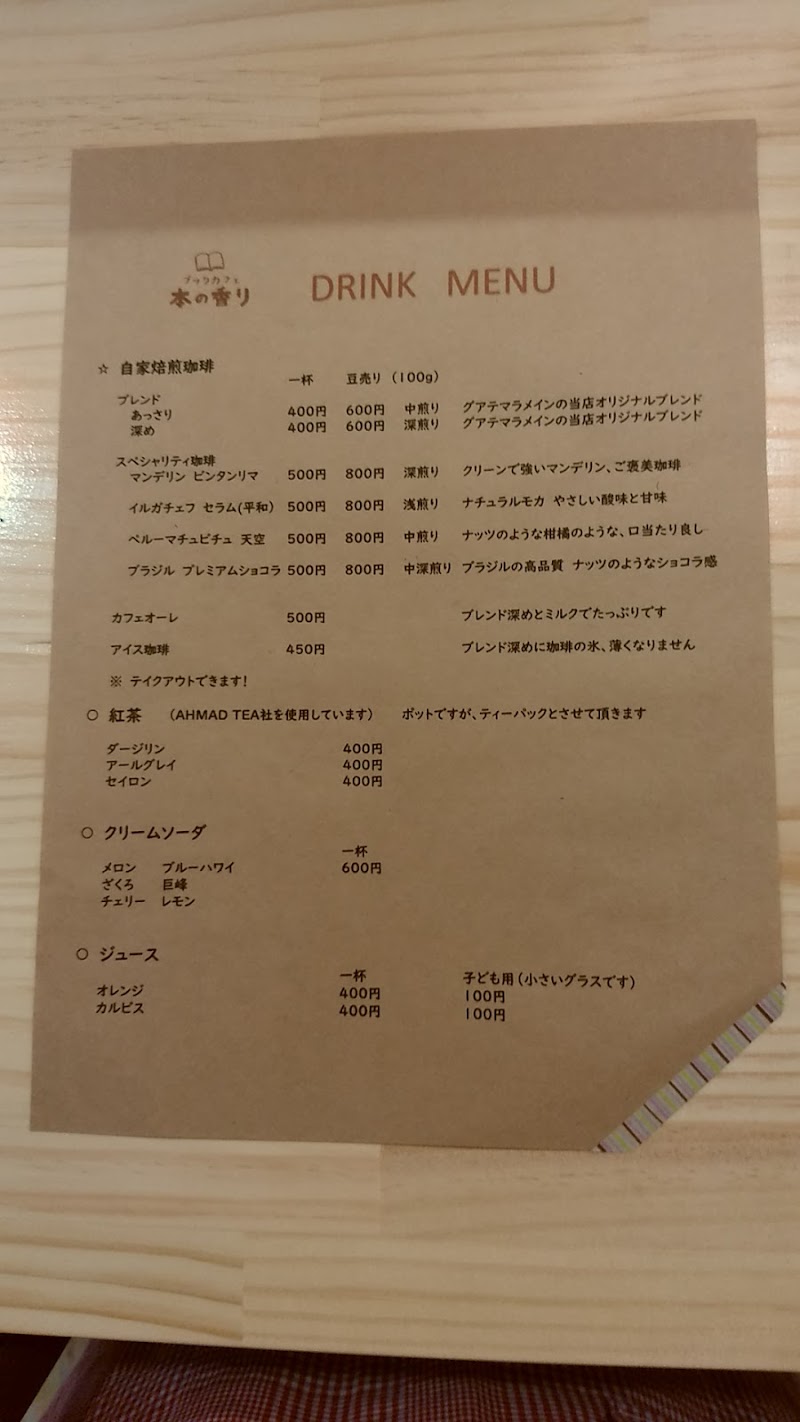 ブックカフェ
本の香り
DRINK MENU
☆ 自家焙煎珈琲
一杯 豆売り (100g)
ブレンド
あっさり 400円 600円 中煎り グアテマラメインの当店オリジナルブレンド
深め 400円 600円 深煎り グアテマラメインの当店オリジナルブレンド
スペシャリティ珈琲
マンデリン ビンタンリマ 500円 800円 深煎り クリーンで強いマンデリン、ご褒美珈琲
イルガチェフ セラム(平和) 500円 800円 浅煎り ナチュラルモカ やさしい酸味と甘味
ペルーマチュピチュ 天空 500円 800円 中煎り ナッツのような柑橘のような、口当たり良し
ブラジル プレミアムショコラ 500円 800円 中深煎り ブラジルの高品質 ナッツのようなショコラ感
カフェオーレ 500円 ブレンド深めとミルクでたっぷりです
アイス珈琲 450円 ブレンド深めに珈琲の氷、薄くなりません
※ テイクアウトできます!
○ 紅茶 (AHMAD TEA社を使用しています) ポットですが、ティーパックとさせて頂きます
ダージリン 400円
アールグレイ 400円
セイロン 400円
○ クリームソーダ
一杯
メロン ブルーハワイ 600円
ざくろ 巨峰
チェリー レモン
○ ジュース
一杯 子ども用(小さいグラスです)
オレンジ 400円 100円
カルピス 400円 100円